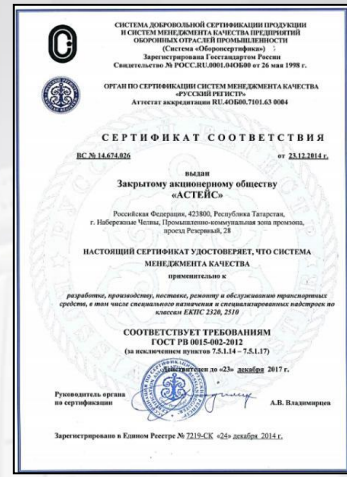 СИСТЕМА ДОБРОВОЛЬНОЙ СЕРТИФИКАЦИИ ПРОДУКЦИИ
И СИСТЕМ МЕНЕДЖМЕНТА КАЧЕСТВА ПРЕДПРИЯТИЙ
ОБОРОННЫХ ОТРАСЛЕЙ ПРОМЫШЛЕННОСТИ
(Система «Оборонсертифика»)
Зарегистрирована Госстандартом России
Свидетельство № РОСС.RU.0001.04ОБ00 от 26 мая 1998 г.
ОРГАН ПО СЕРТИФИКАЦИИ СИСТЕМ МЕНЕДЖМЕНТА КАЧЕСТВА
«РУССКИЙ РЕГИСТР»
Аттестат аккредитации RU.4ОБ00.7101.63 0004
СЕРТИФИКАТ СООТВЕТСТВИЯ
ВС № 14.674.026 от 23.12.2014 г.
выдан
Закрытому акционерному обществу
«АСТЕЙС»
Российская Федерация, 423800, Республика Татарстан,
г. Набережные Челны, Промышленно-коммунальная зона промзона,
проезд Резервный, 28
НАСТОЯЩИЙ СЕРТИФИКАТ УДОСТОВЕРЯЕТ, ЧТО СИСТЕМА
МЕНЕДЖМЕНТА КАЧЕСТВА
применительно к
разработке, производству, поставке, ремонту и обслуживанию транспортных
средств, в том числе специального назначения и специализированных надстроек по
классам ЕКПС 2320, 2510
СООТВЕТСТВУЕТ ТРЕБОВАНИЯМ
ГОСТ РВ 0015-002-2012
(за исключением пунктов 7.5.1.14 – 7.5.1.17)
Действителен до «23» декабря 2017 г.
Руководитель органа
по сертификации А.В. Владимирцев
Зарегистрировано в Едином Реестре № 7219-СК «24» декабря 2014 г.